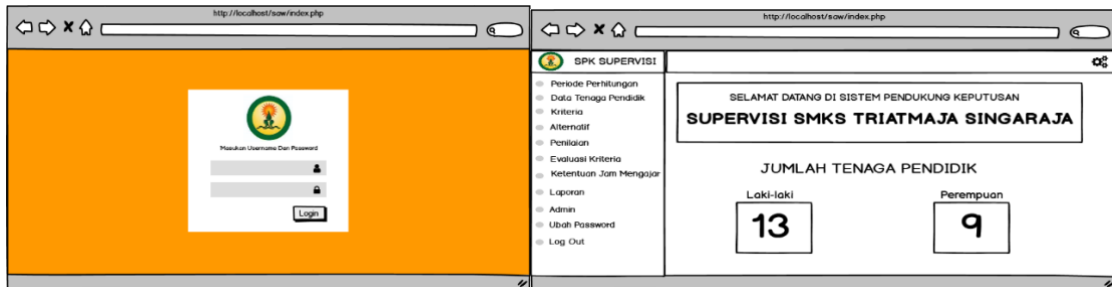 http://localhost/saw/index.php
Masukan Username Dan Password
Login
http://localhost/saw/index.php
SPK SUPERVISI
Periode Perhitungan
Data Tenaga Pendidik
Kriteria
Alternatif
Penilaian
Evaluasi Kriteria
Ketentuan Jam Mengajar
Laporan
Admin
Ubah Password
Log Out
SELAMAT DATANG DI SISTEM PENDUKUNG KEPUTUSAN
SUPERVISI SMKS TRIATMAJA SINGARAJA
JUMLAH TENAGA PENDIDIK
Laki-laki
Perempuan
13
9